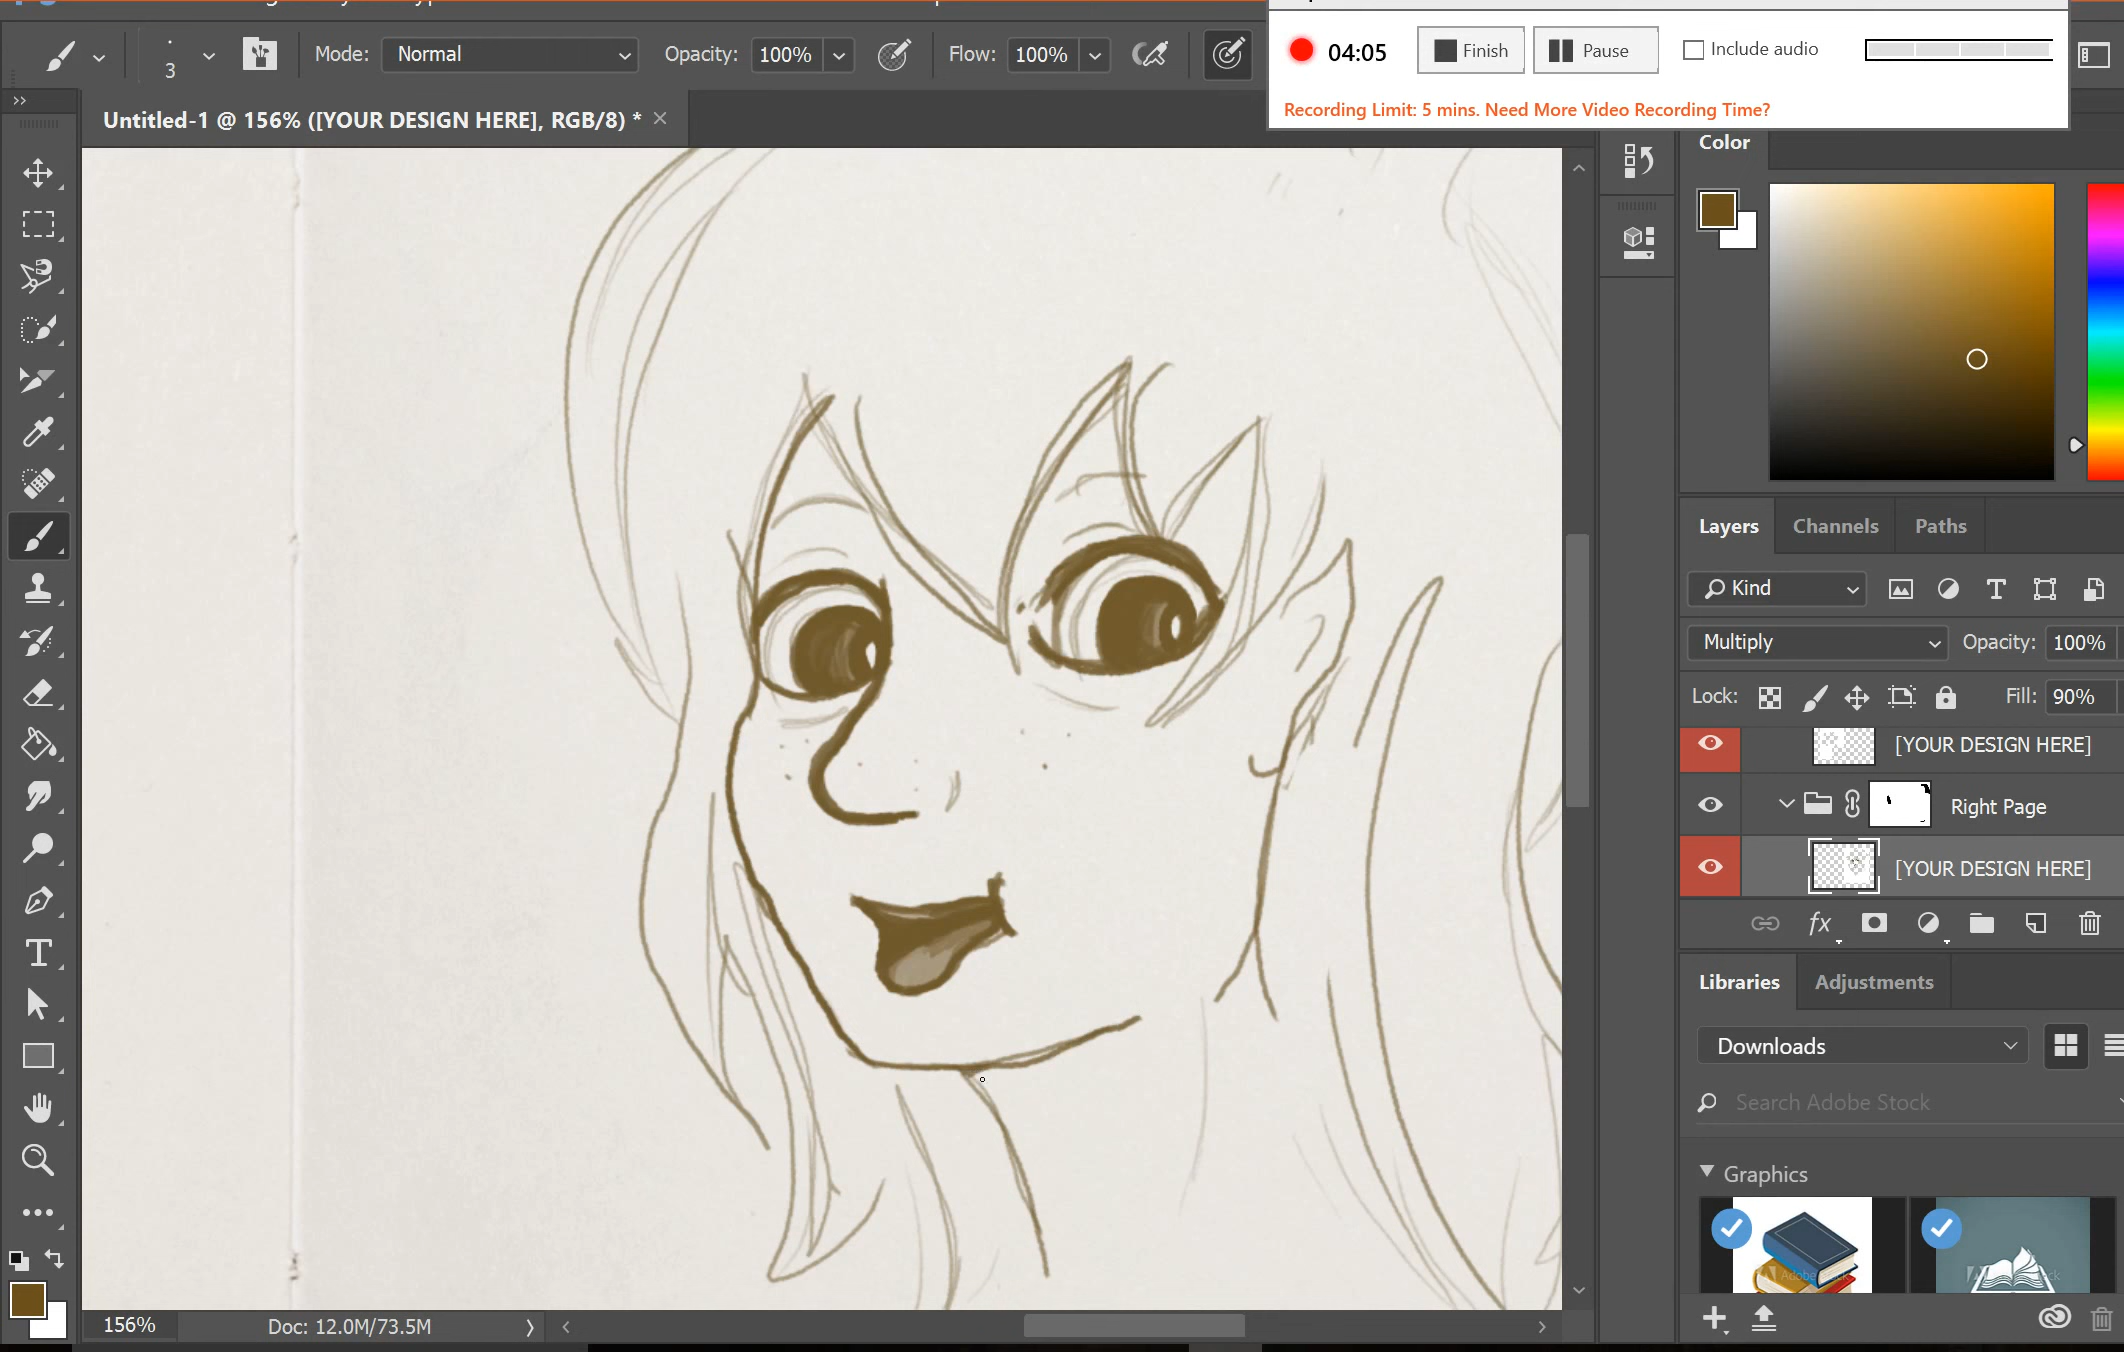 3
Mode: Normal Opacity: 100% Flow: 100%
04:05 Finish Pause Include audio
Recording Limit: 5 mins. Need More Video Recording Time?
Untitled-1 @ 156% ([YOUR DESIGN HERE], RGB/8) *
Color
Layers Channels Paths
Kind
Multiply Opacity: 100%
Lock: Fill: 90%
[YOUR DESIGN HERE]
Right Page
[YOUR DESIGN HERE]
fx
Libraries Adjustments
Downloads
Search Adobe Stock
Graphics
156% Doc: 12.0M/73.5M